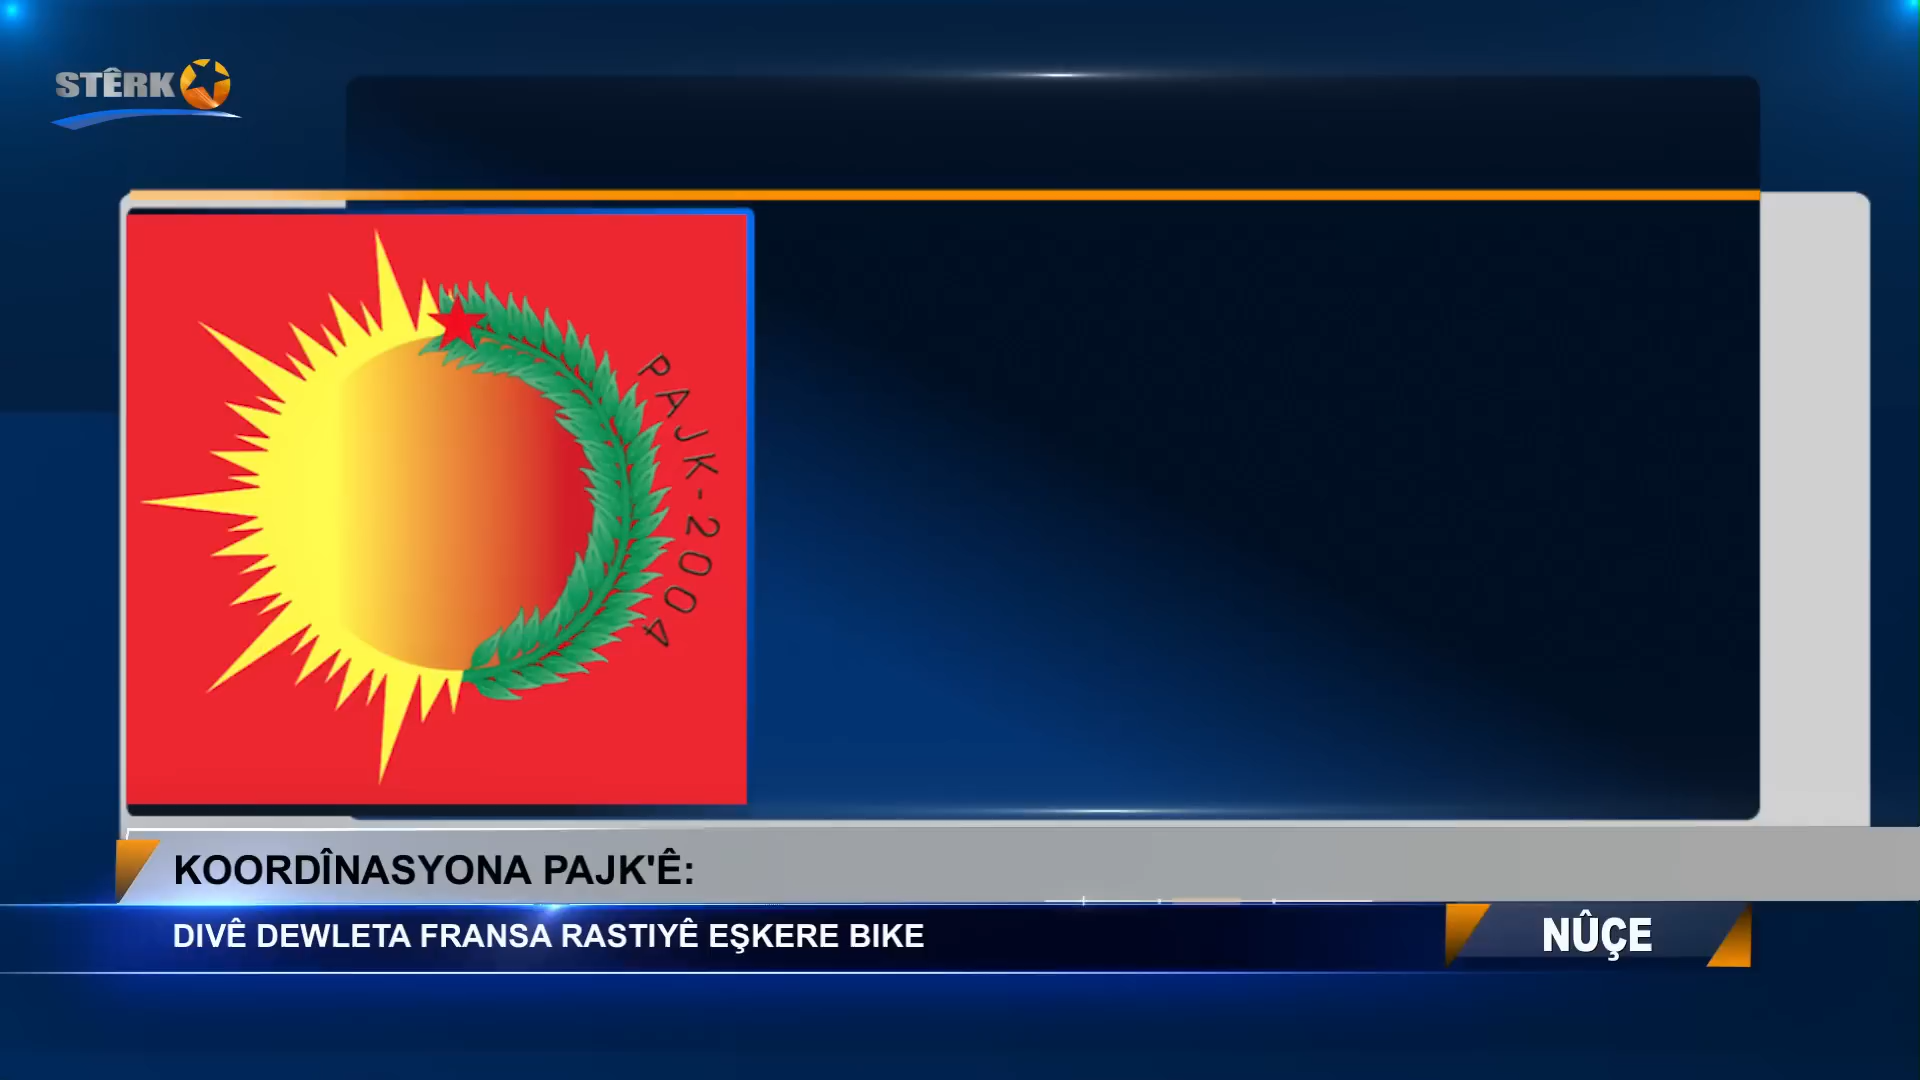 STÊRK
PAJK-2004
KOORDÎNASYONA PAJK'Ê:
DIVÊ DEWLETA FRANSA RASTIYÊ EŞKERE BIKE
NÛÇE